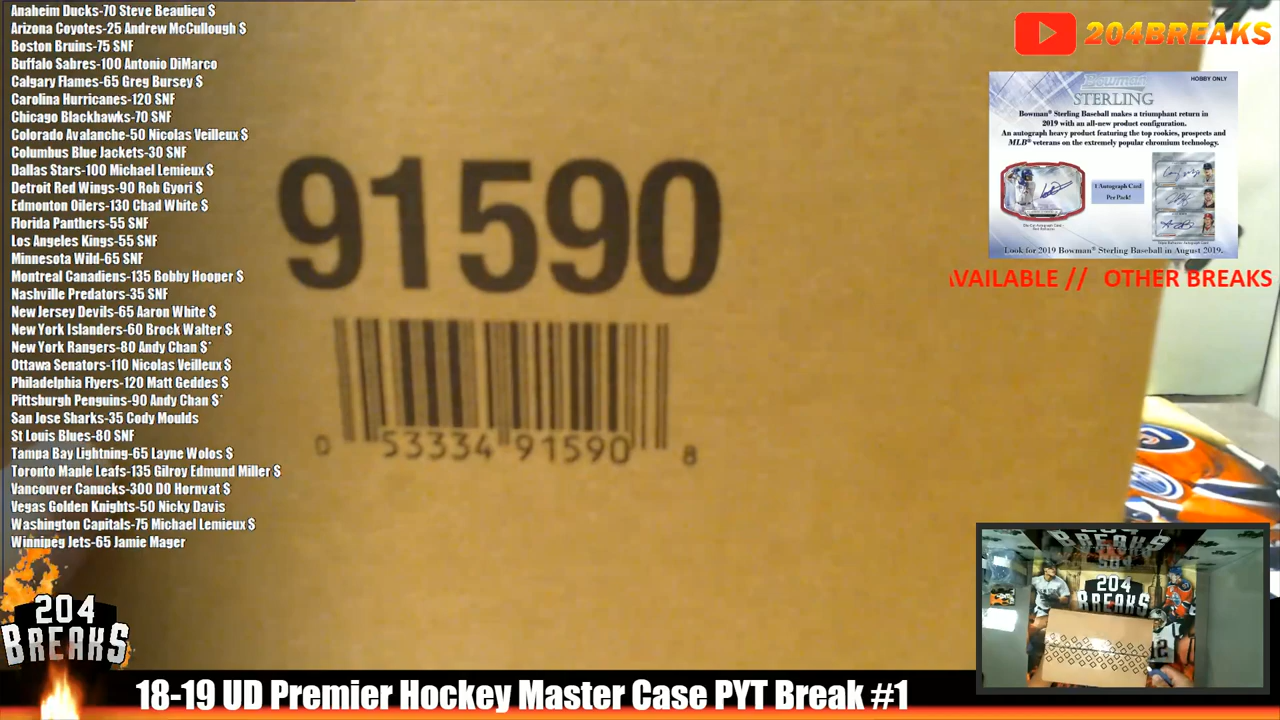 Anaheim Ducks-70 Steve Beaulieu $
Arizona Coyotes-25 Andrew McCullough $
Boston Bruins-75 SNF
Buffalo Sabres-100 Antonio DiMarco
Calgary Flames-65 Greg Bursey $
Carolina Hurricanes-120 SNF
Chicago Blackhawks-70 SNF
Colorado Avalanche-50 Nicolas Veilleux $
Columbus Blue Jackets-30 SNF
Dallas Stars-100 Michael Lemieux $
Detroit Red Wings-90 Rob Gyori $
Edmonton Oilers-130 Chad White $
Florida Panthers-55 SNF
Los Angeles Kings-55 SNF
Minnesota Wild-65 SNF
Montreal Canadiens-135 Bobby Hooper $
Nashville Predators-35 SNF
New Jersey Devils-65 Aaron White $
New York Islanders-60 Brock Walter $
New York Rangers-80 Andy Chan $*
Ottawa Senators-110 Nicolas Veilleux $
Philadelphia Flyers-120 Matt Geddes $
Pittsburgh Penguins-90 Andy Chan $*
San Jose Sharks-35 Cody Moulds
St Louis Blues-80 SNF
Tampa Bay Lightning-65 Layne Wolos $
Toronto Maple Leafs-135 Gilroy Edmund Miller $
Vancouver Canucks-300 DO Hornvat $
Vegas Golden Knights-50 Nicky Davis
Washington Capitals-75 Michael Lemieux $
Winnipeg Jets-65 Jamie Mager
91590
0 53334 91590 8
204BREAKS
Bowman
HOBBY ONLY
STERLING
Bowman® Sterling Baseball makes a triumphant return in
2019 with an all-new product configuration.
An autograph heavy product featuring the top rookies, prospects and
MLB® veterans on the extremely popular chromium technology.
1 Autograph Card
Per Pack!
Look for 2019 Bowman® Sterling Baseball in August 2019.
AVAILABLE // OTHER BREAKS
204
BREAKS
BREAKS
204
BREAKS
12
18-19 UD Premier Hockey Master Case PYT Break #1